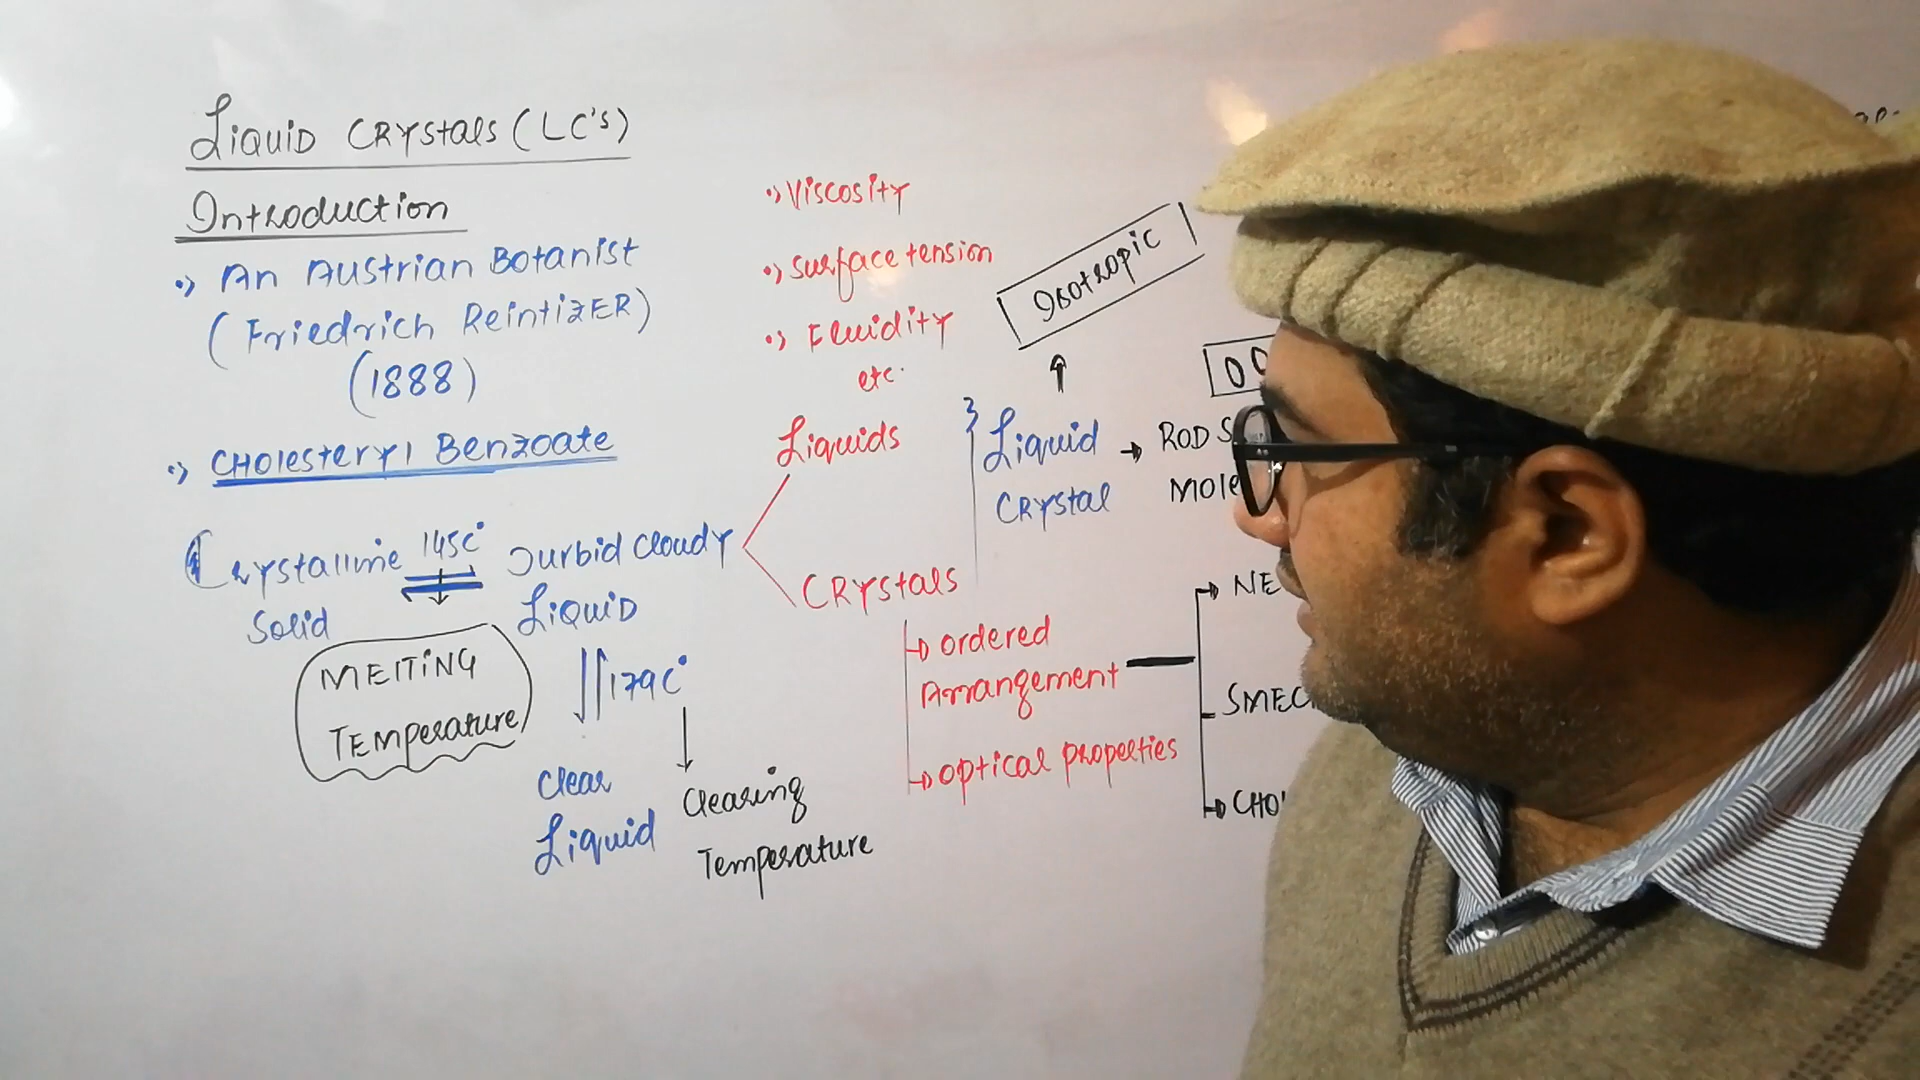 Liquid Crystals (LC's)
Introduction
•) An Austrian Botanist
(Friedrich ReintizER)
(1888)
•) Cholesteryl Benzoate
Crystalline 145C° Turbid Cloudy
Solid Liquid
MELTING
TEMperature
179C°
Clear
Liquid
Clearing
Temperature
•) Viscosity
•) Surface tension
•) Fluidity
etc.
Liquids
Crystals
ordered
Arrangement
optical properties
Isotropic
Liquid
Crystal
ROD S
Mole
NE
SMEC
CHO